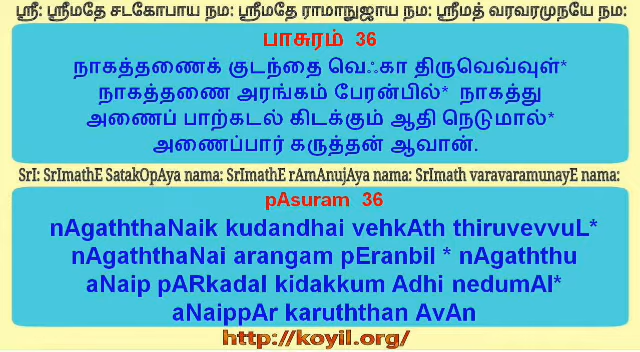 ஸ்ரீ: ஸ்ரீமதே சடகோபாய நம: ஸ்ரீமதே ராமாநுஜாய நம: ஸ்ரீமத் வரவரமுநயே நம:
பாசுரம் 36
நாகத்தணைக் குடந்தை வெஃகா திருவெவ்வுள்*
நாகத்தணை அரங்கம் பேரன்பில்* நாகத்து
அணைப் பாற்கடல் கிடக்கும் ஆதி நெடுமால்*
அணைப்பார் கருத்தன் ஆவான்.
SrI: SrImathE SatakOpAya nama: SrImathE rAmAnujAya nama: SrImath varavaramunayE nama:
pAsuram 36
nAgaththaNaik kudandhai vehkAth thiruvevvuL*
nAgaththaNai arangam pEranbil * nAgaththu
aNaip pARkadal kidakkum Adhi nedumAl*
aNaippAr karuththan AvAn
http://koyil.org/